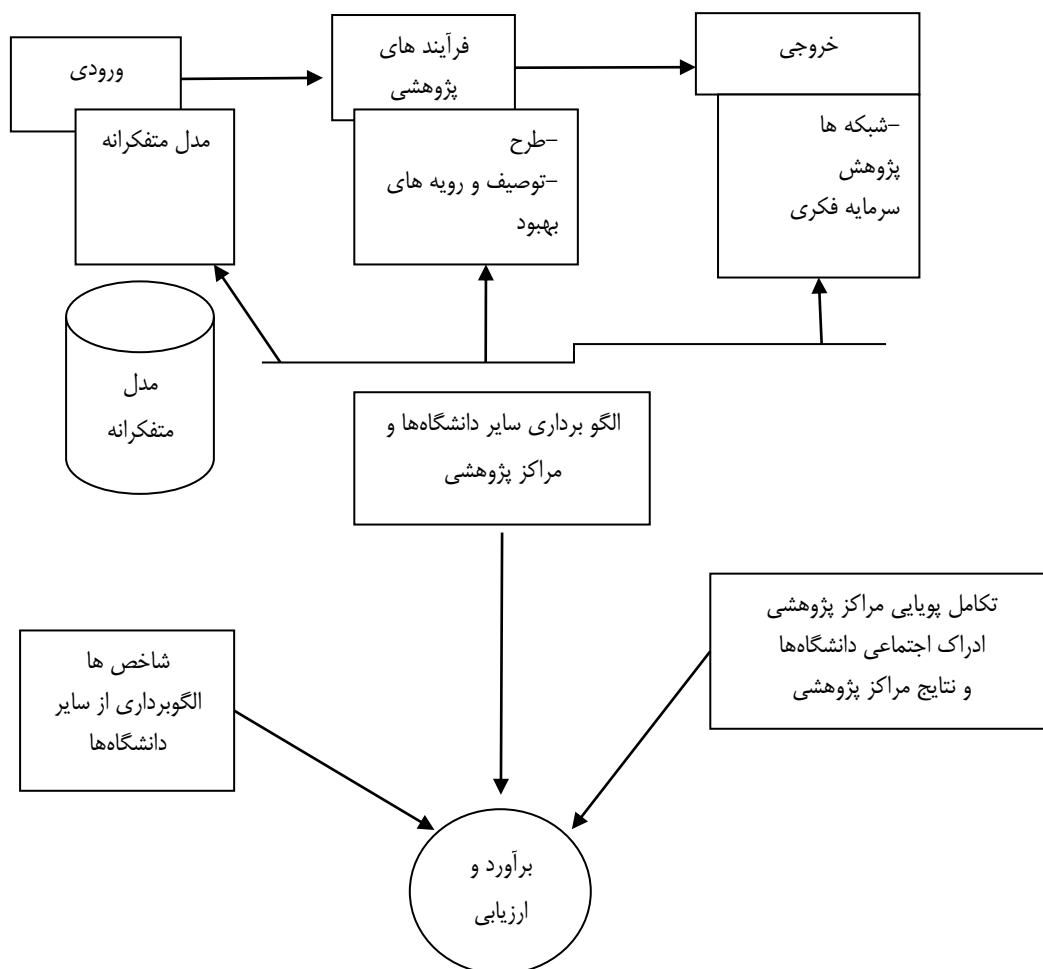 ورودی
فرآیند های
پژوهشی
خروجی
مدل متفکرانه
–طرح
–توصیف و رویه های
بهبود
–شبکه ها
پژوهش
سرمایه فکری
مدل
متفکرانه
الگو برداری سایر دانشگاه‌ها و
مراکز پژوهشی
تکامل پویایی مراکز پژوهشی
ادراک اجتماعی دانشگاه‌ها
و نتایج مراکز پژوهشی
شاخص ها
الگوبرداری از سایر
دانشگاه‌ها
برآورد و
ارزیابی